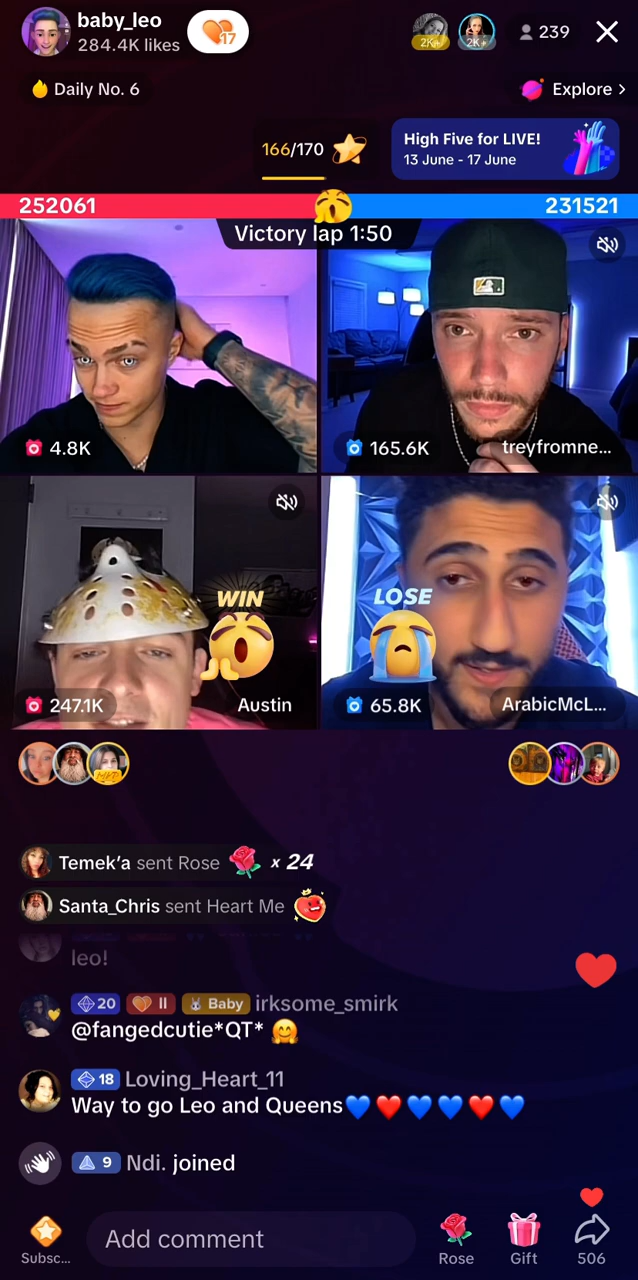 baby_leo
284.4K likes
17
2K+
2K+
239
Daily No. 6
Explore >
166/170
High Five for LIVE!
13 June - 17 June
252061
231521
Victory lap 1:50
4.8K
165.6K
treyfromne...
WIN
LOSE
247.1K
Austin
65.8K
ArabicMcL...
Temek'a sent Rose x 24
Santa_Chris sent Heart Me
leo!
20 II Baby irksome_smirk
@fangedcutie*QT* 🤗
18 Loving_Heart_11
Way to go Leo and Queens💙❤️💙💙❤️💙
9 Ndi. joined
Subsc...
Add comment
Rose
Gift
506